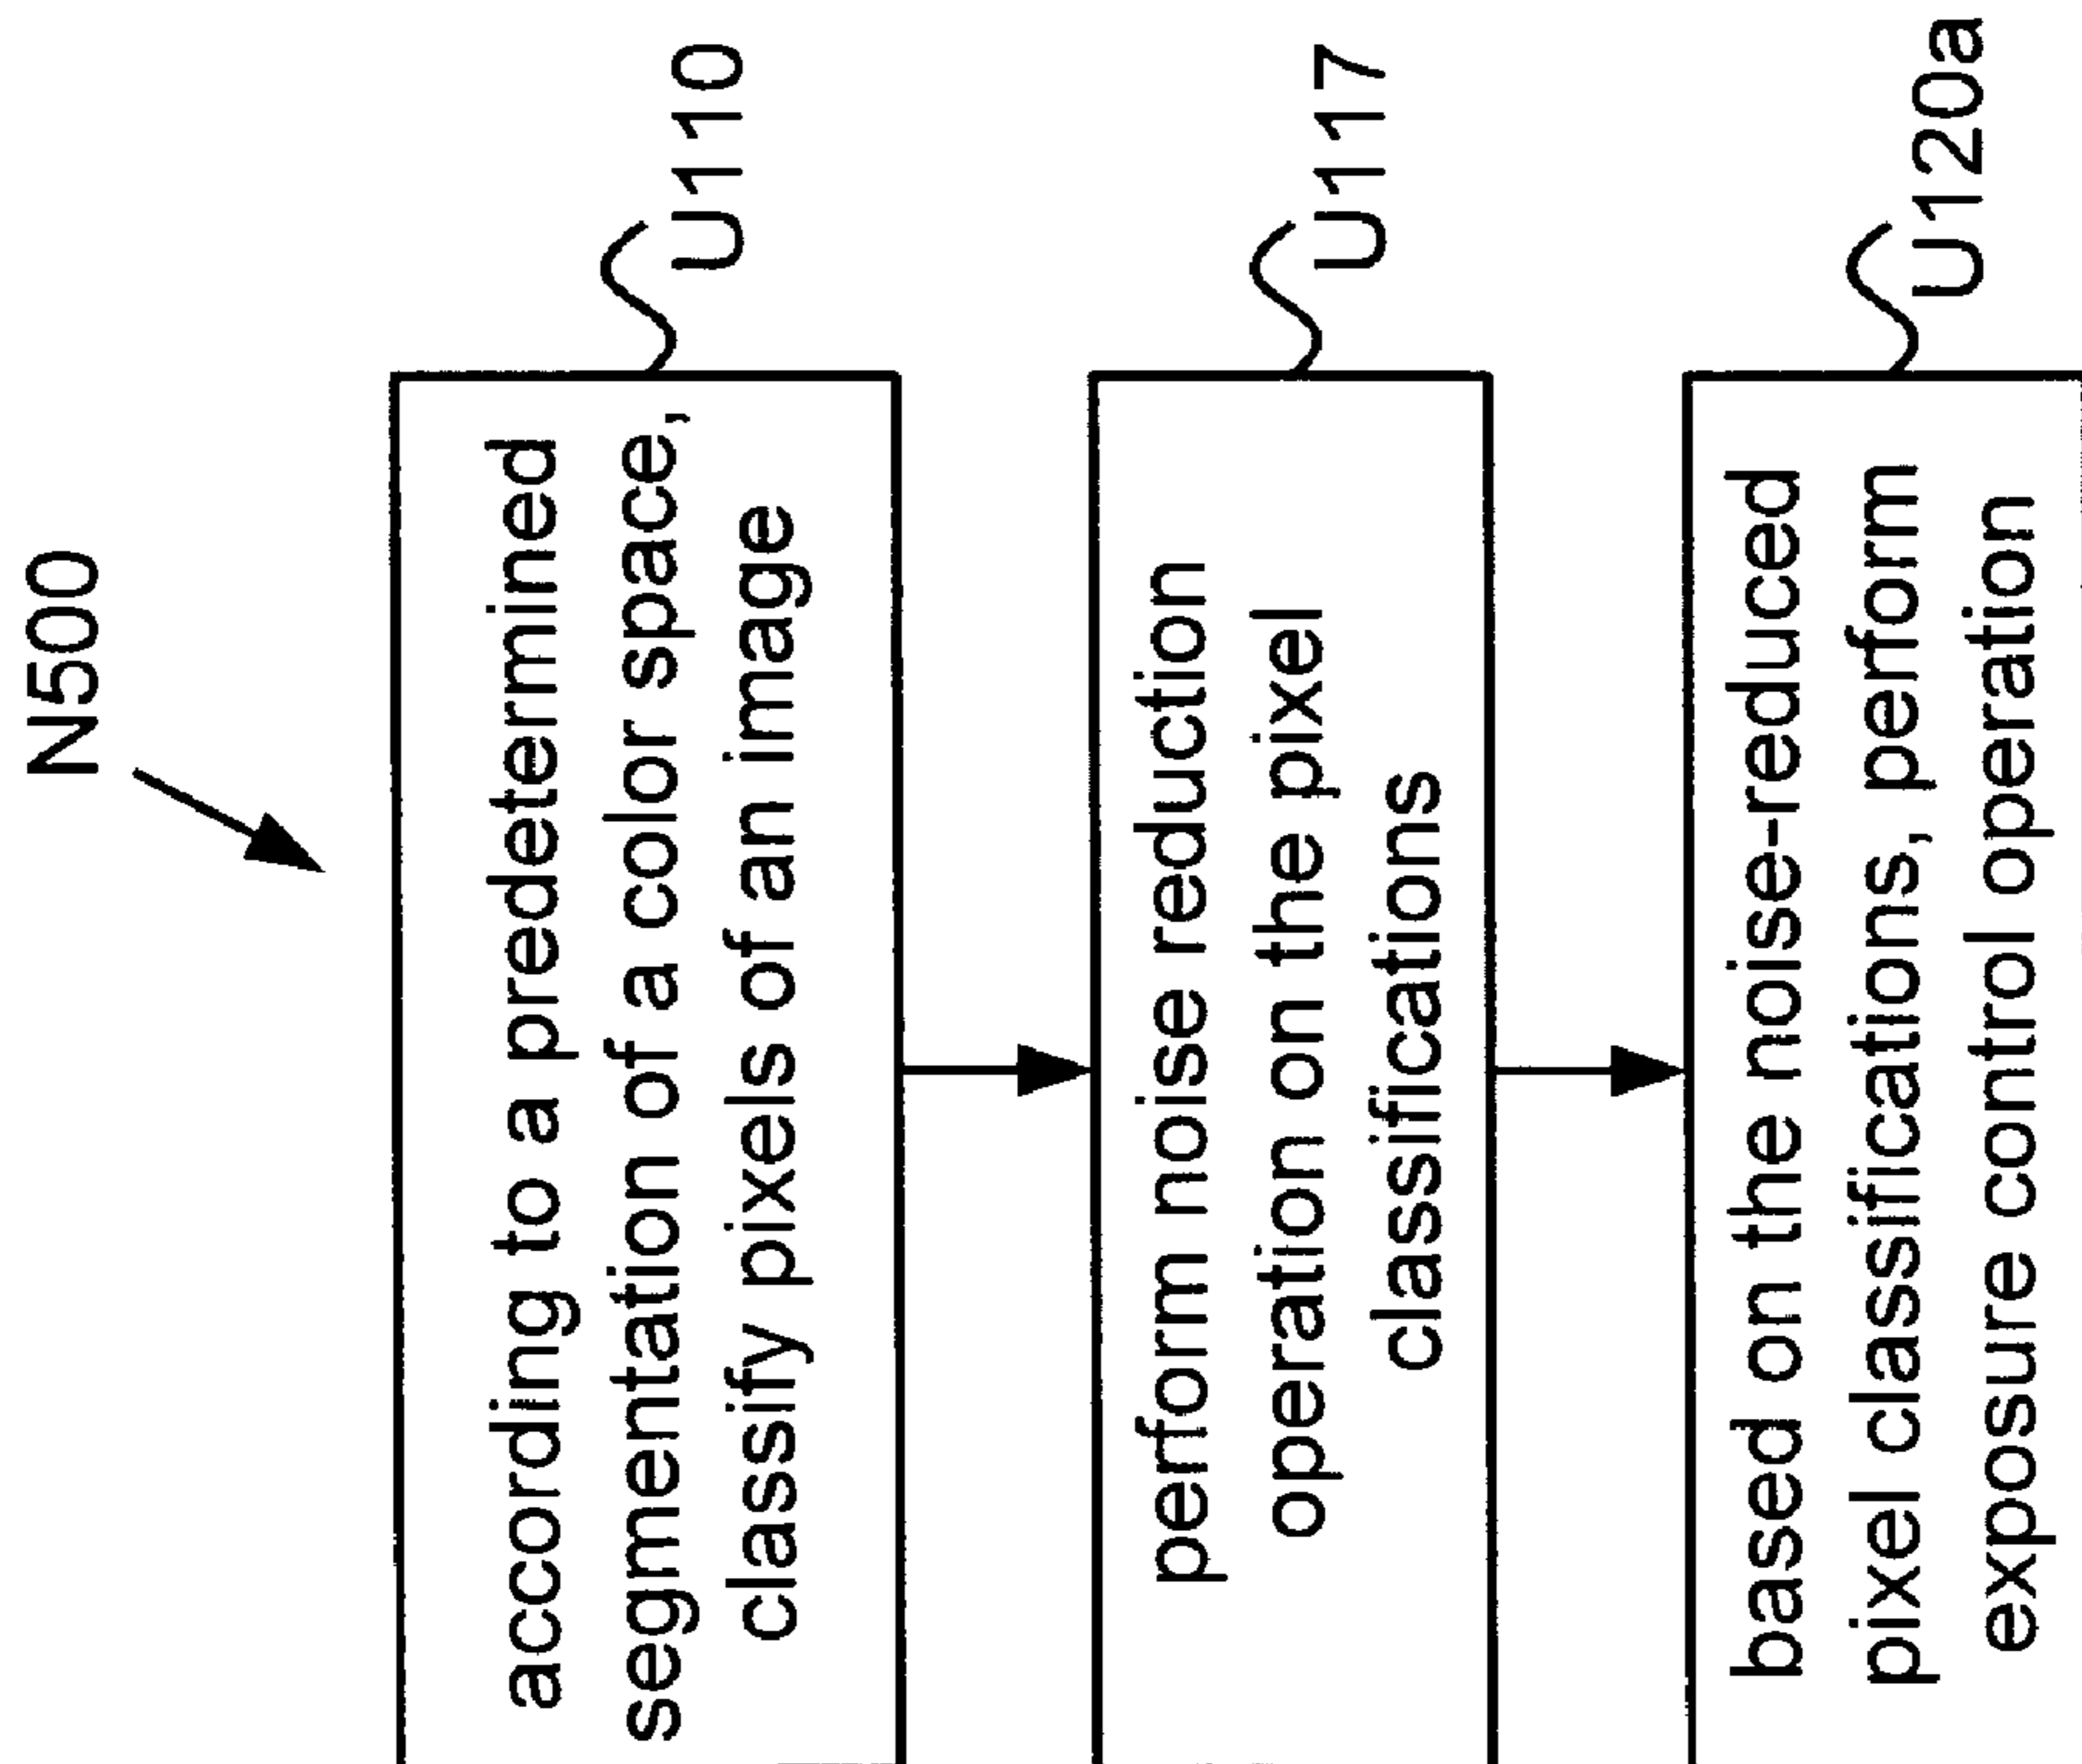 N500
according to a predetermined
segmentation of a color space,
classify pixels of an image
U110
perform noise reduction
operation on the pixel
classifications
U117
based on the noise-reduced
pixel classifications, perform
exposure control operation
U120a